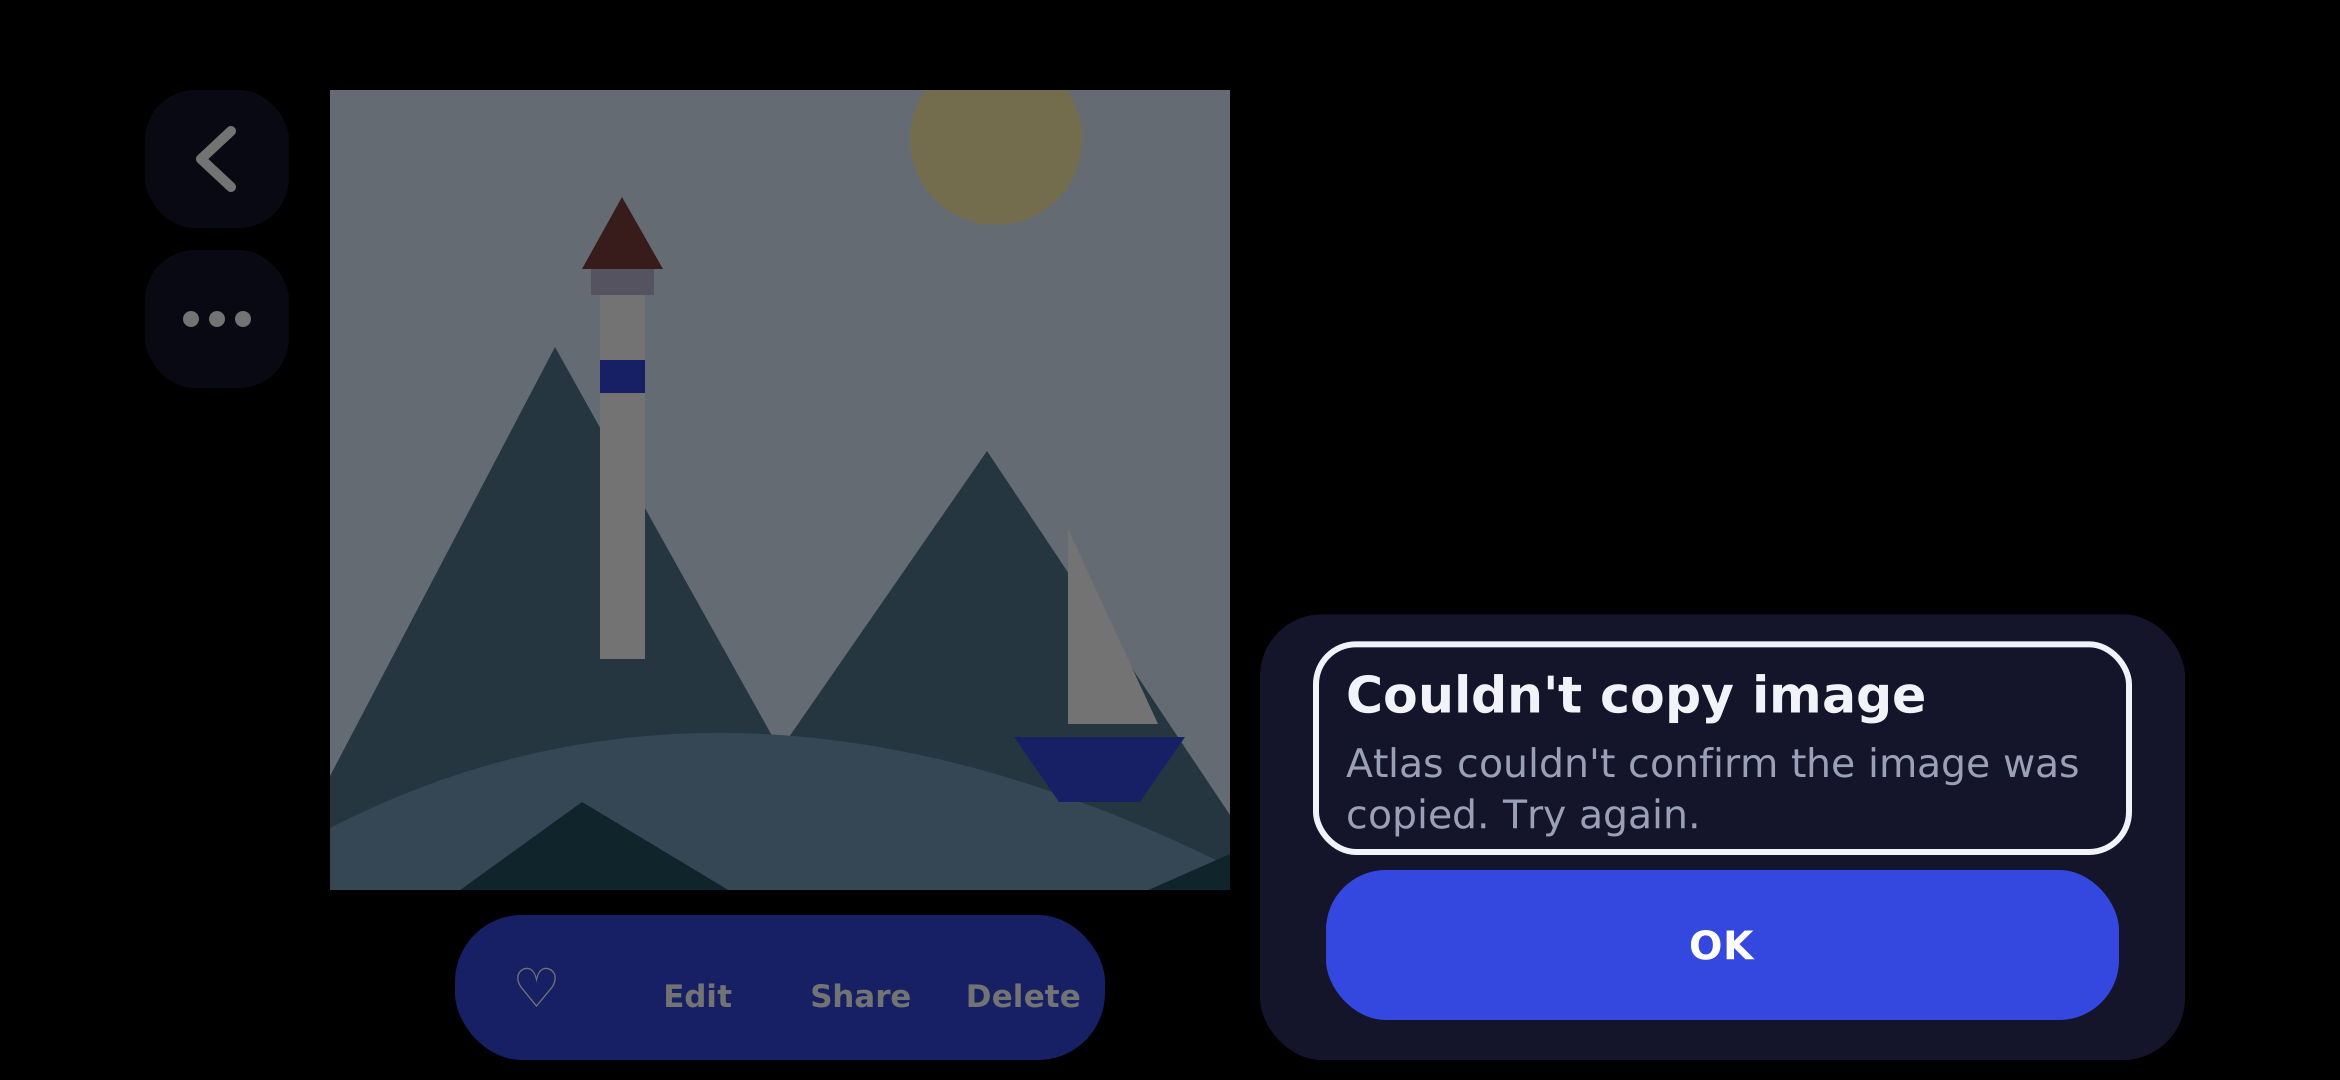 Couldn't copy image
Atlas couldn't confirm the image was
copied. Try again.
OK
Edit Share Delete